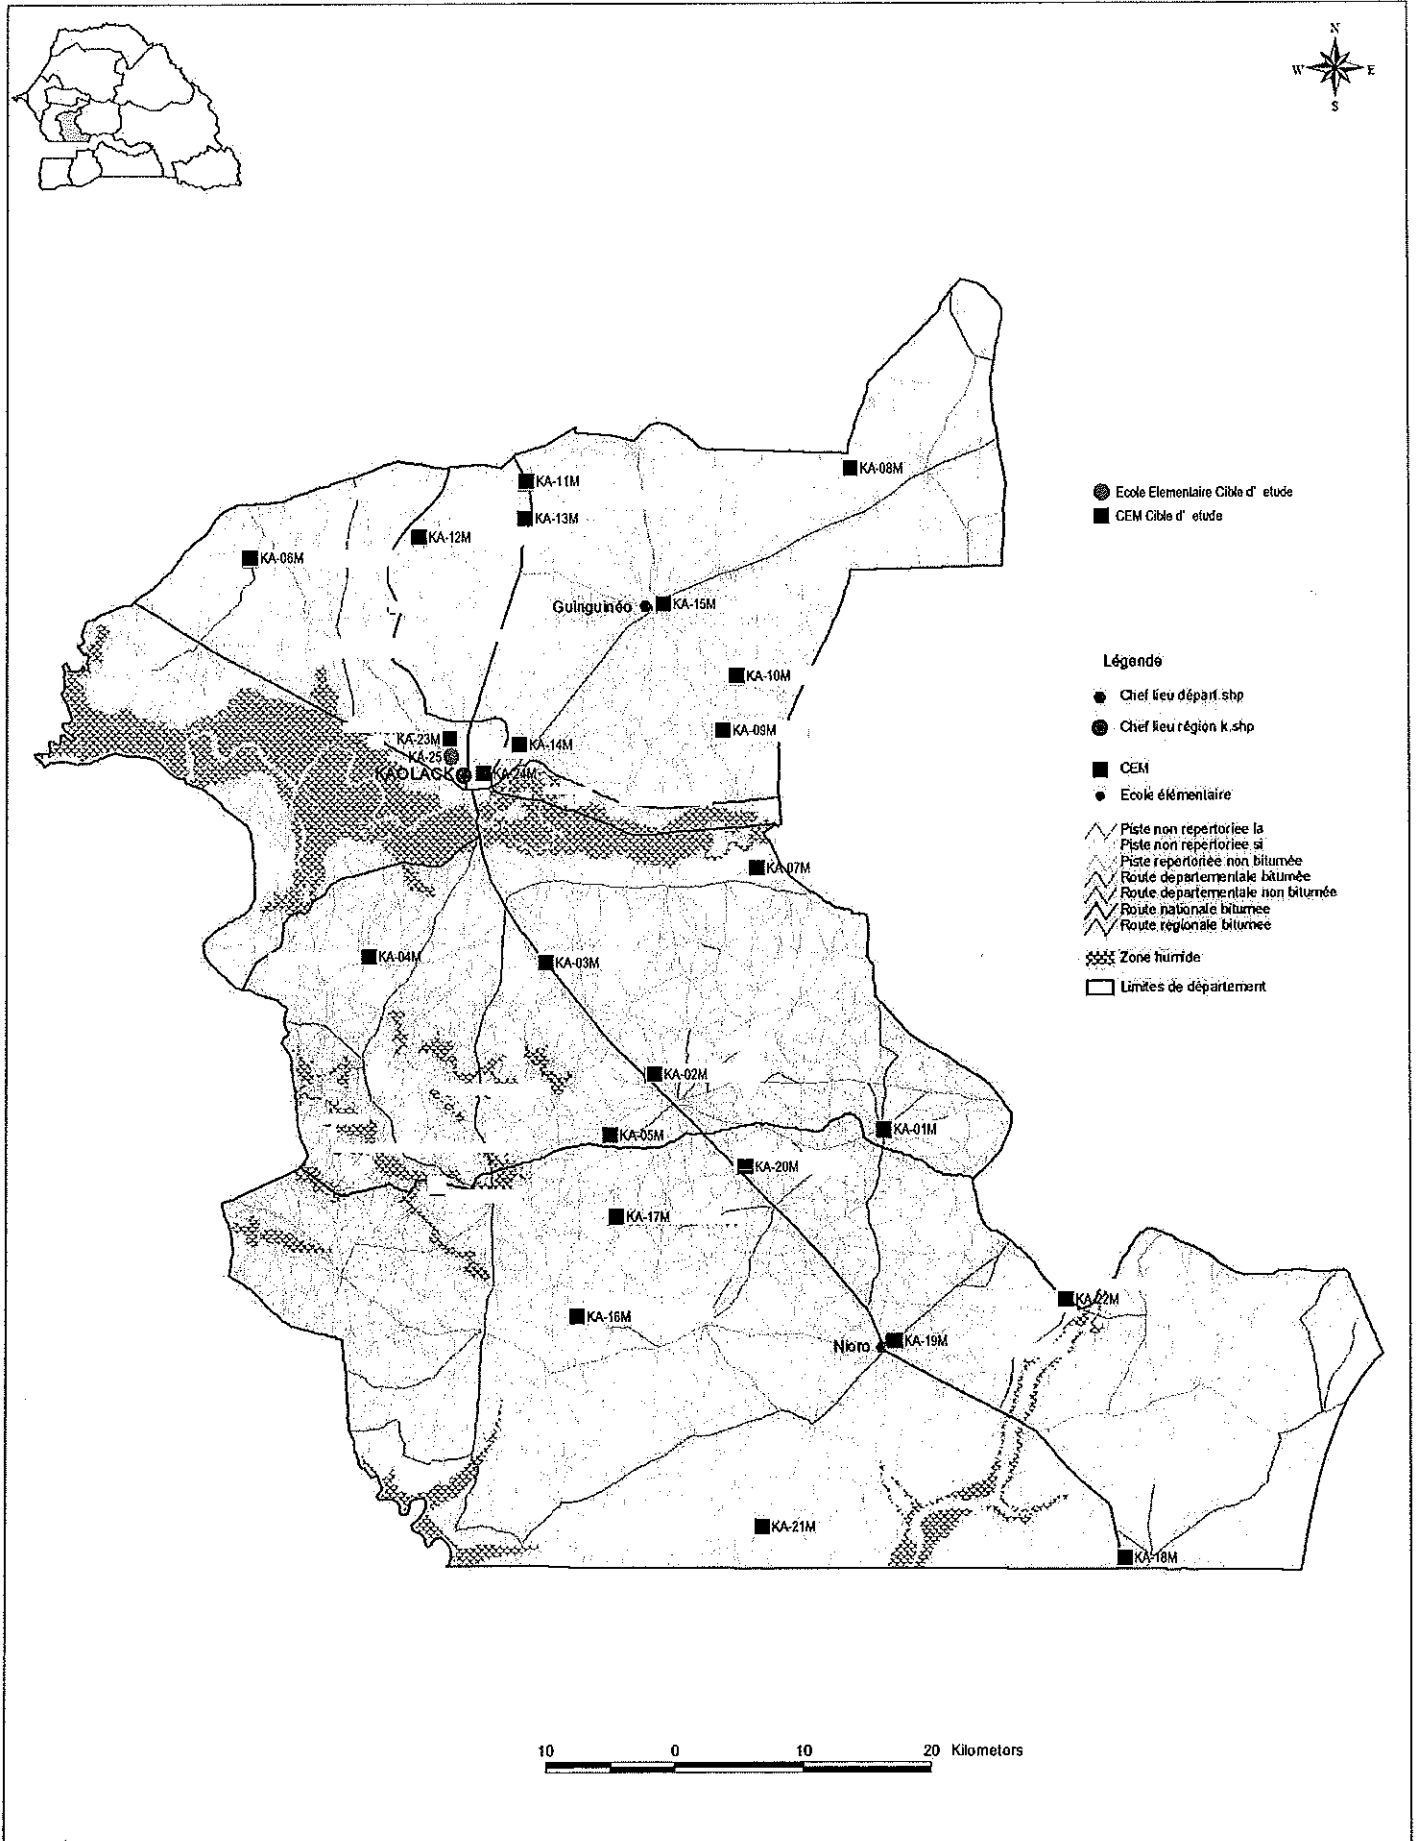 N
W E
S
KA-08M
KA-11M
KA-13M
KA-12M
KA-06M
Ecole Elementaire Cible d' etude
CEM Cible d' etude
Guinguinéo
KA-15M
KA-10M
KA-09M
KA-23M
KA-14M
KA-25
KAOLACK
KA-24M
KA-07M
KA-04M
KA-03M
KA-02M
KA-05M
KA-01M
KA-20M
KA-17M
KA-22M
KA-16M
Nioro
KA-19M
KA-21M
KA-18M
Légende
Chef lieu départ.shp
Chef lieu région k.shp
CEM
Ecole élémentaire
Piste non repertoriee la
Piste non repertoriee si
Piste repertoriée non bitumée
Route departementale bitumée
Route departementale non bitumée
Route nationale bitumee
Route regionale bitumee
Zone humide
Limites de département
10 0 10 20 Kilometers